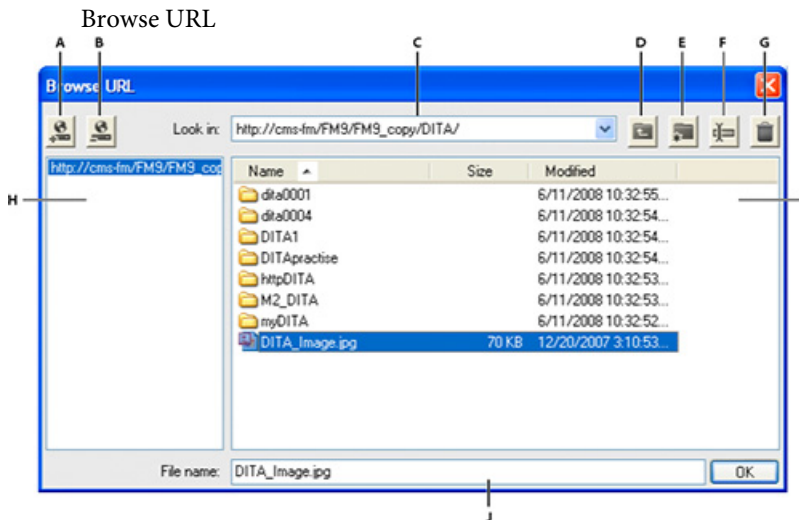 Browse URL
A B C D E F G
Browse URL
Look in: http://cms-fm/FM9/FM9_copy/DITA/
http://cms-fm/FM9/FM9_cop
Name Size Modified
H
dita0001 6/11/2008 10:32:55...
dita0004 6/11/2008 10:32:54...
DITA1 6/11/2008 10:32:54...
DITApractise 6/11/2008 10:32:54...
httpDITA 6/11/2008 10:32:53...
M2_DITA 6/11/2008 10:32:53...
myDITA 6/11/2008 10:32:52...
DITA_Image.jpg 70 KB 12/20/2007 3:10:53...
File name: DITA_Image.jpg OK
J